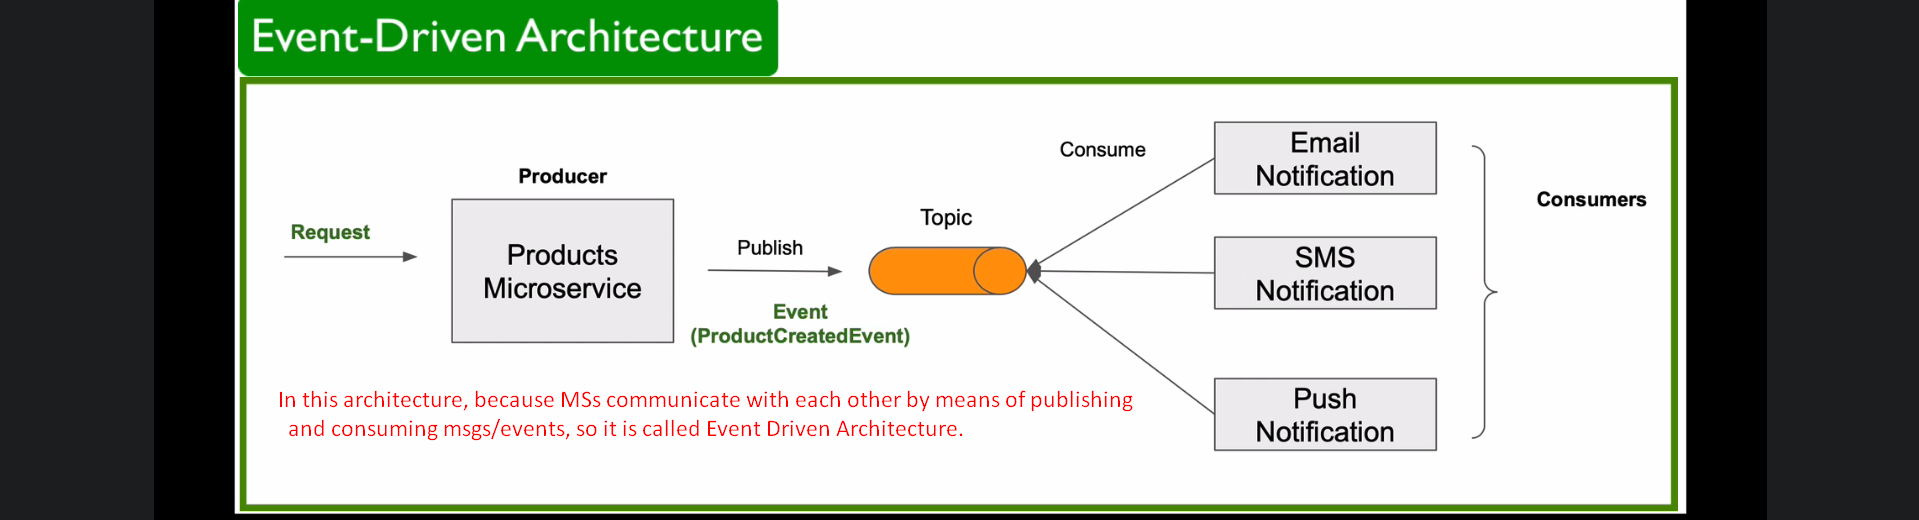 Event-Driven Architecture
Producer
Request
Products
Microservice
Publish
Event
(ProductCreatedEvent)
Topic
Consume
Email
Notification
SMS
Notification
Push
Notification
Consumers
In this architecture, because MSs communicate with each other by means of publishing
and consuming msgs/events, so it is called Event Driven Architecture.